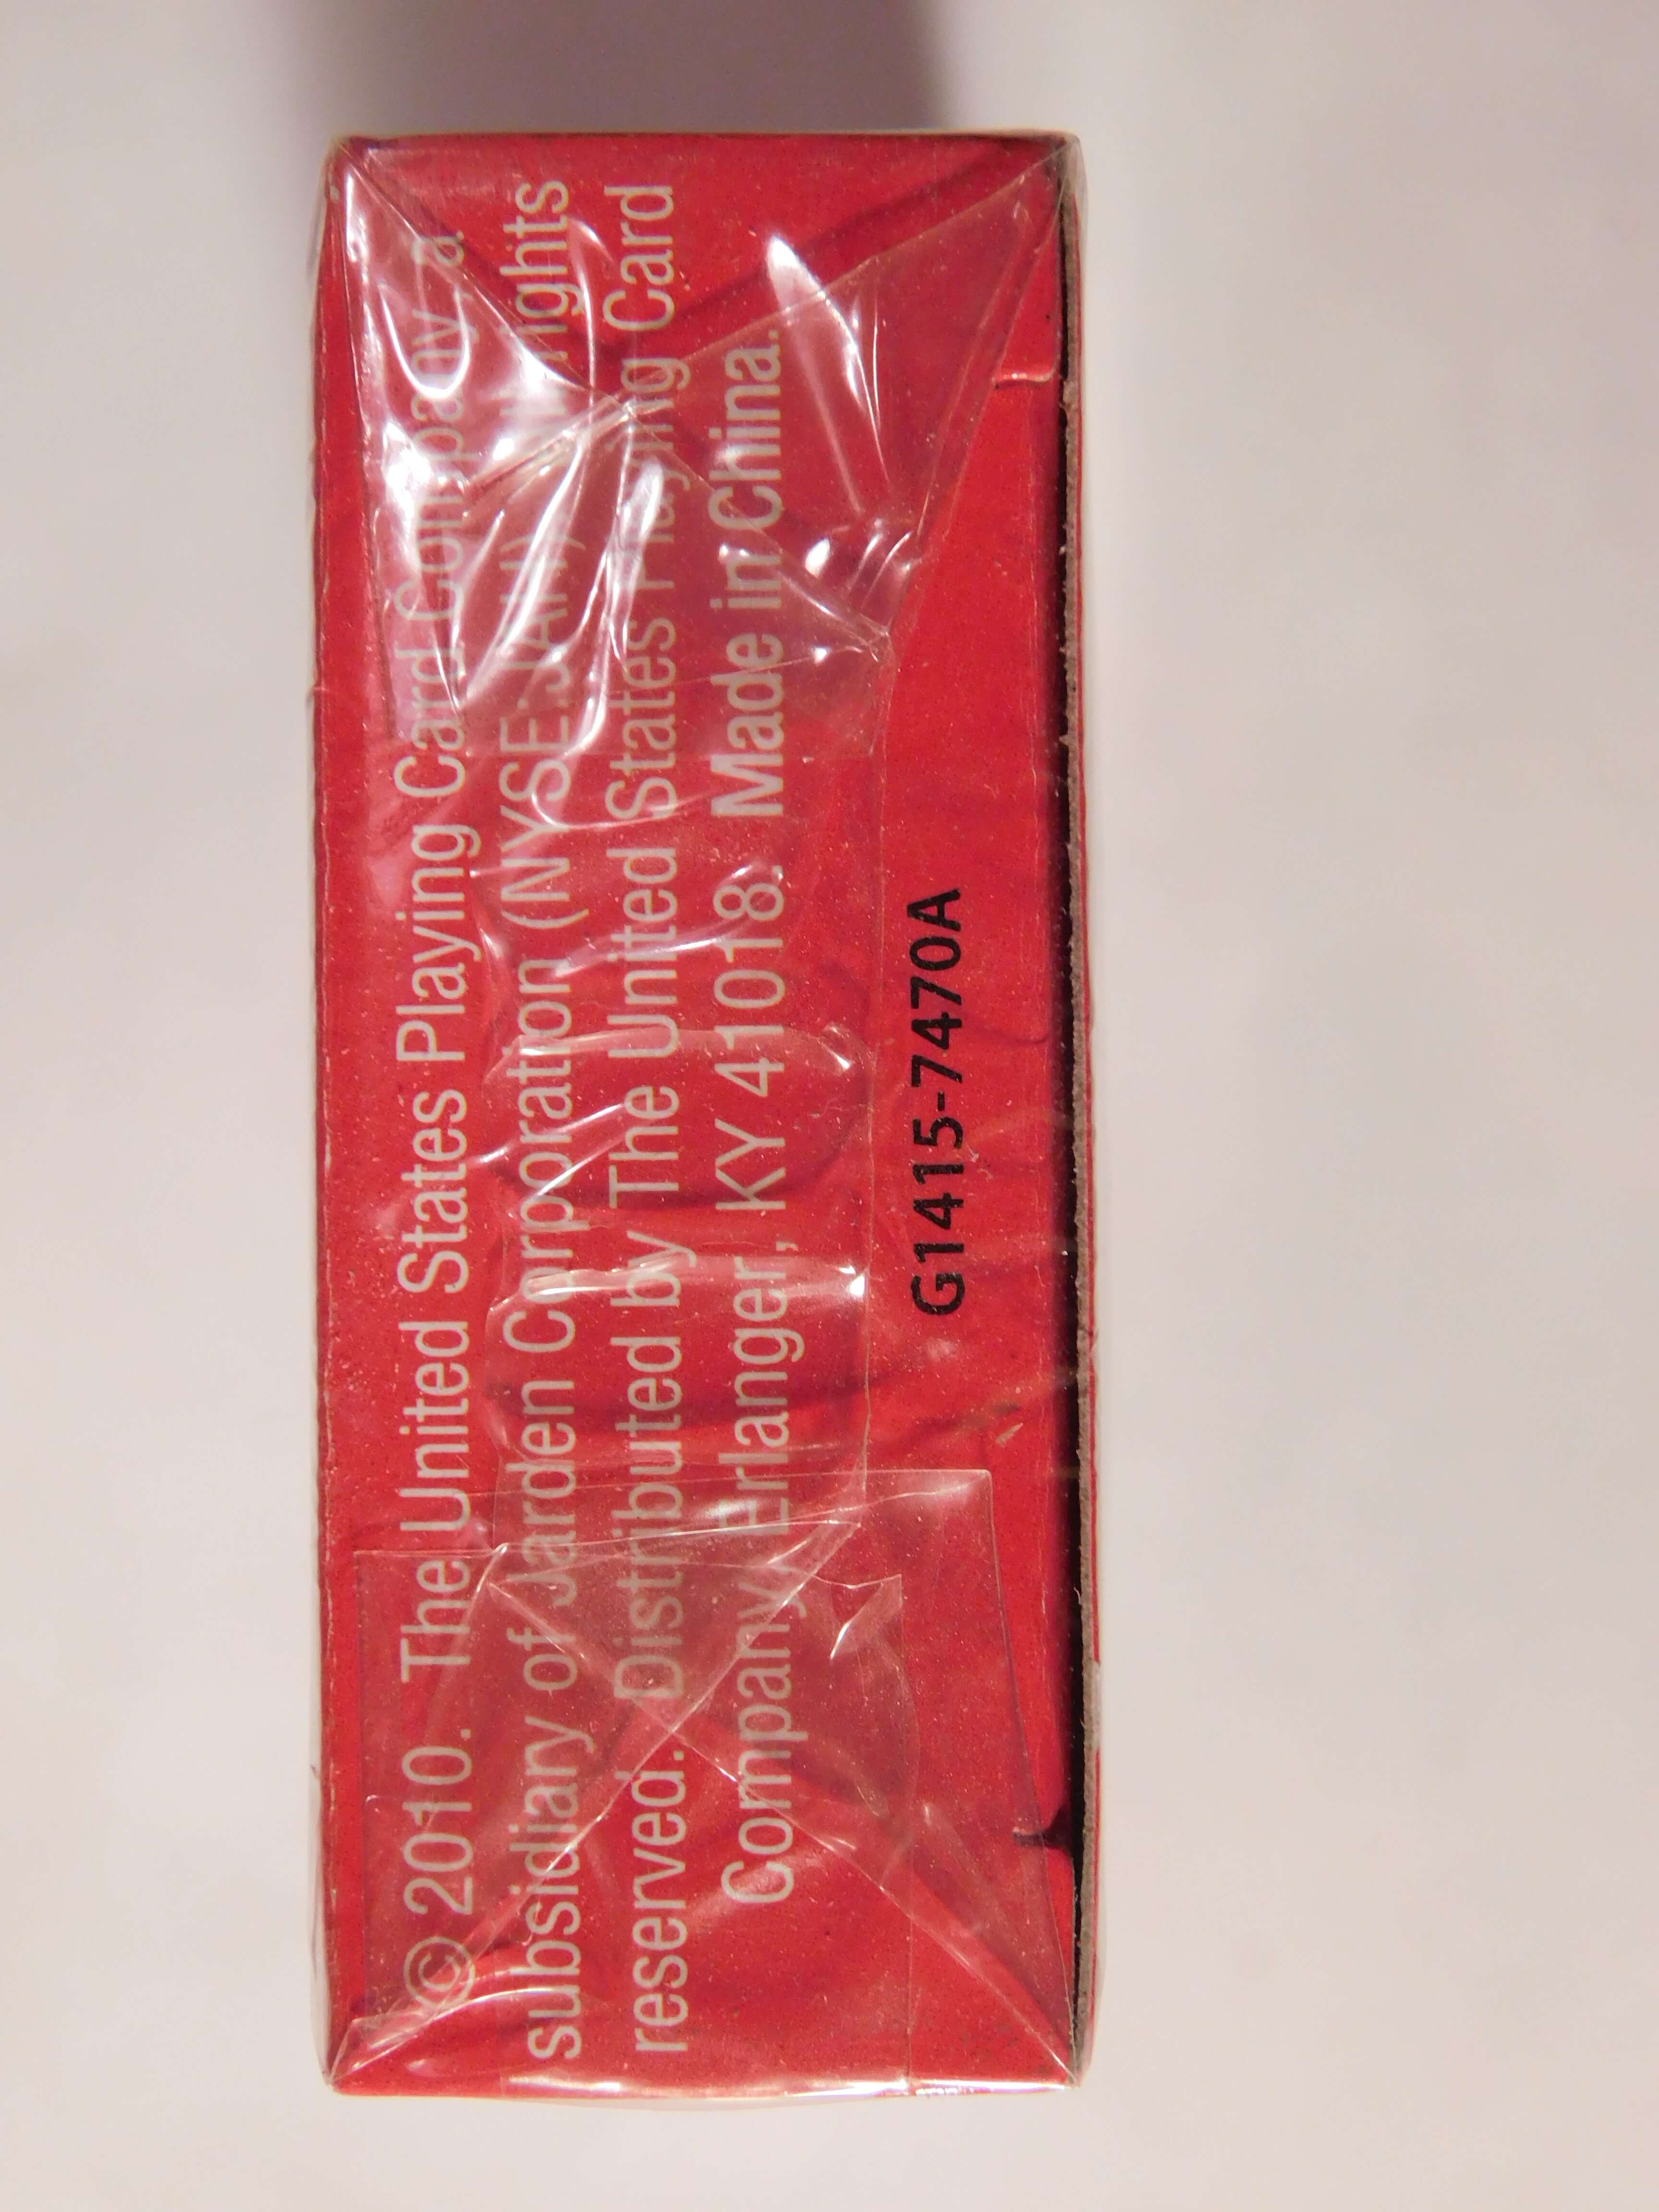 © 2010. The United States Playing Card Company, a
subsidiary of Jarden Corporation (NYSE:JAH) All rights
reserved. Distributed by The United States Playing Card
Company, Erlanger, KY 41018. Made in China.
G1415-7470A